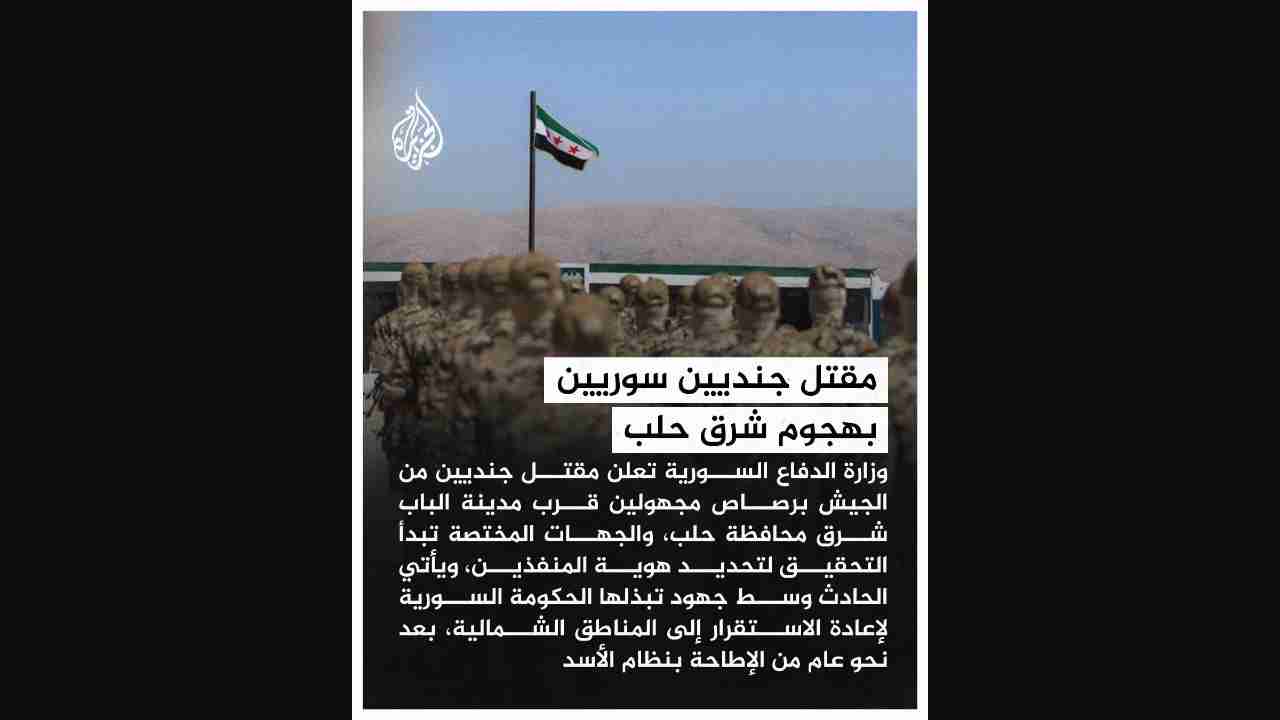 الجزيرة
مقتل جنديين سوريين
بهجوم شرق حلب
وزارة الدفاع السورية تعلن مقتل جنديين من
الجيش برصاص مجهولين قرب مدينة الباب
شرق محافظة حلب، والجهات المختصة تبدأ
التحقيق لتحديد هوية المنفذين، ويأتي
الحادث وسط جهود تبذلها الحكومة السورية
لإعادة الاستقرار إلى المناطق الشمالية، بعد
نحو عام من الإطاحة بنظام الأسد